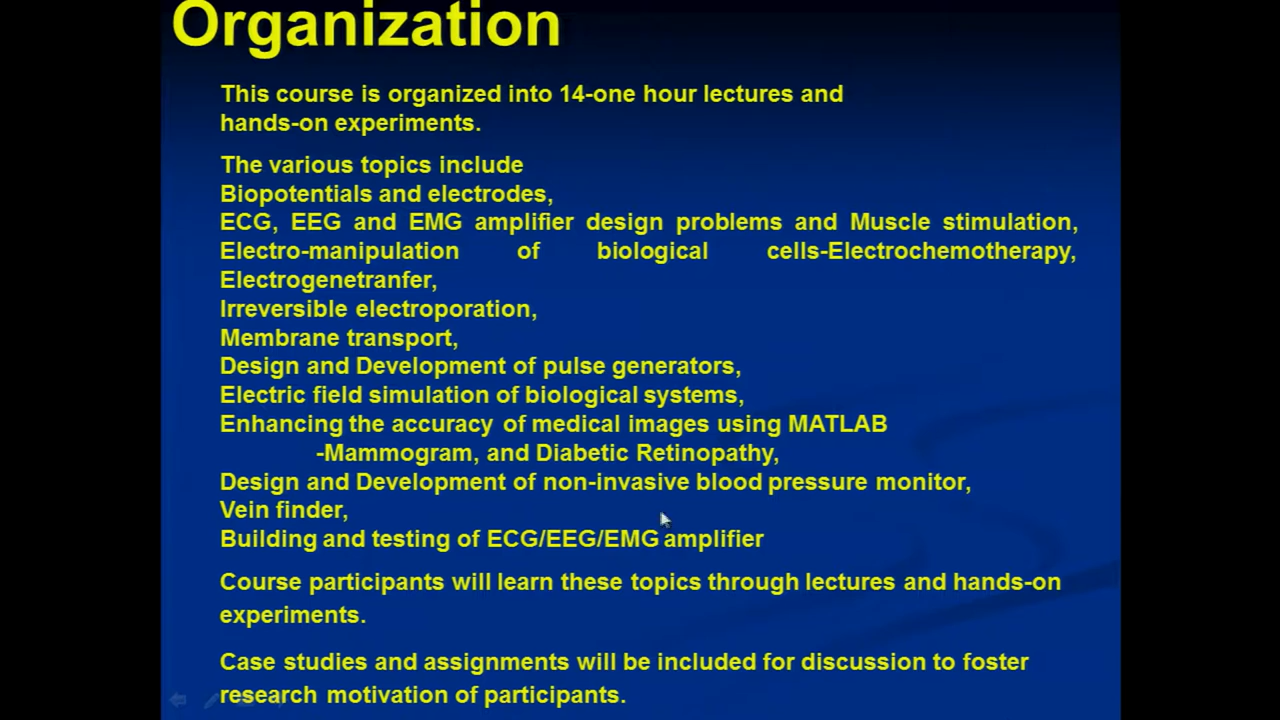 Organization
This course is organized into 14-one hour lectures and
hands-on experiments.
The various topics include
Biopotentials and electrodes,
ECG, EEG and EMG amplifier design problems and Muscle stimulation,
Electro-manipulation of biological cells-Electrochemotherapy,
Electrogenetranfer,
Irreversible electroporation,
Membrane transport,
Design and Development of pulse generators,
Electric field simulation of biological systems,
Enhancing the accuracy of medical images using MATLAB
-Mammogram, and Diabetic Retinopathy,
Design and Development of non-invasive blood pressure monitor,
Vein finder,
Building and testing of ECG/EEG/EMG amplifier
Course participants will learn these topics through lectures and hands-on
experiments.
Case studies and assignments will be included for discussion to foster
research motivation of participants.